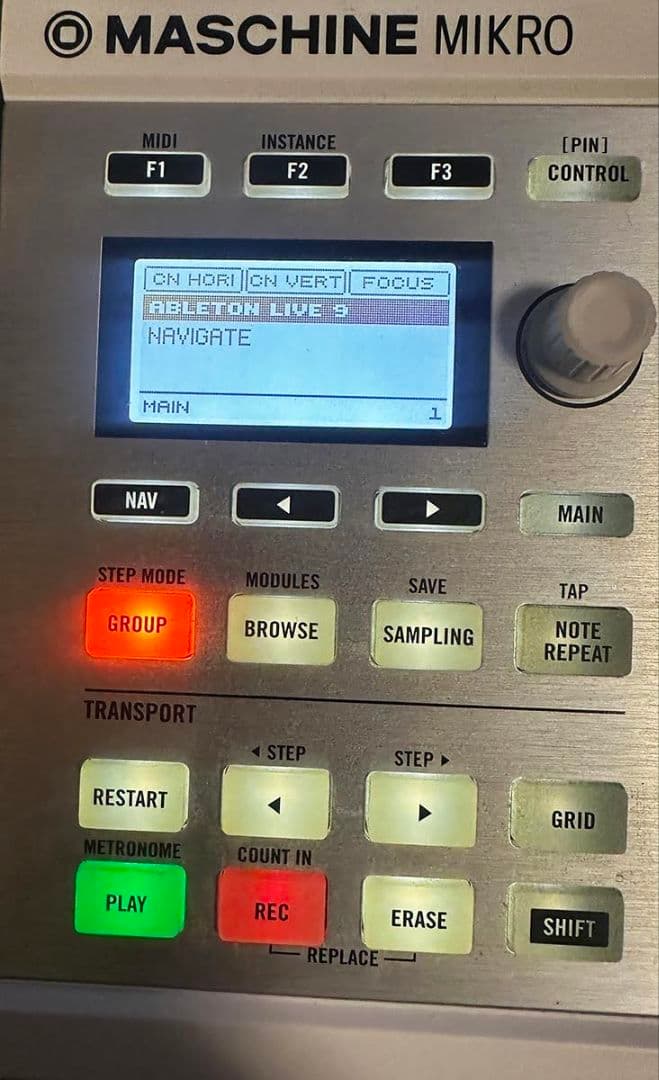 MASCHINE MIKRO
MIDI INSTANCE [PIN]
F1 F2 F3 CONTROL
CN HORI CN VERT FOCUS
ABLETON LIVE 9
NAVIGATE
MAIN 1
NAV MAIN
STEP MODE MODULES SAVE TAP
GROUP BROWSE SAMPLING NOTE
REPEAT
TRANSPORT
STEP STEP
RESTART GRID
METRONOME COUNT IN
PLAY REC ERASE SHIFT
REPLACE